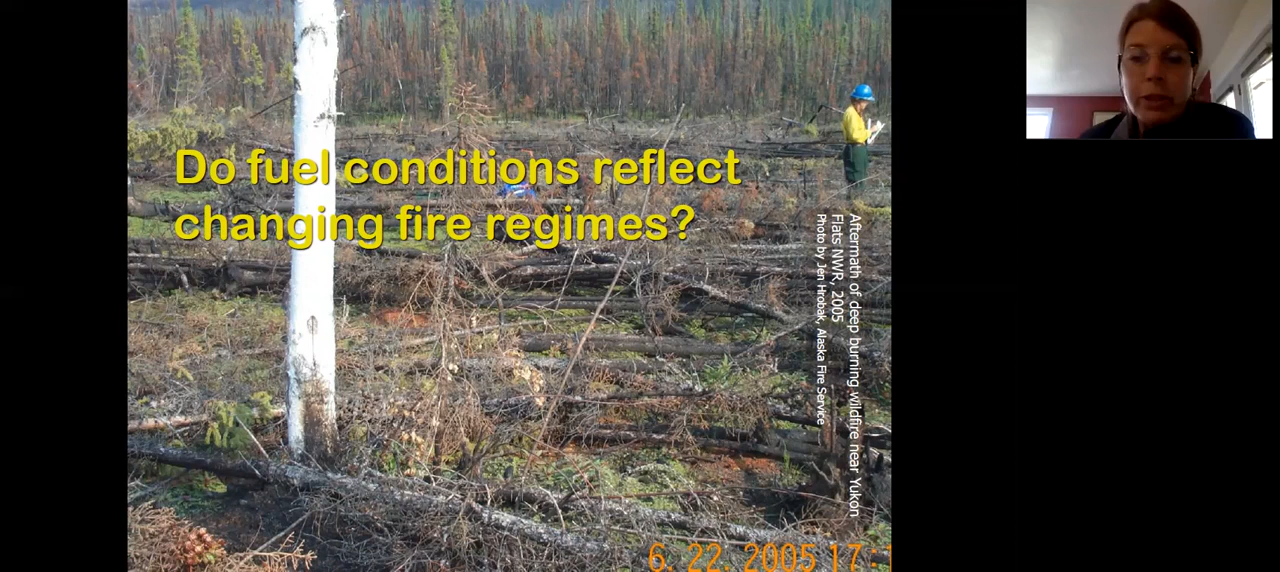 Do fuel conditions reflect
changing fire regimes?
Aftermath of deep burning wildfire near Yukon
Flats NWR, 2005
Photo by Jen Hrobak, Alaska Fire Service
6. 22. 2005 17: